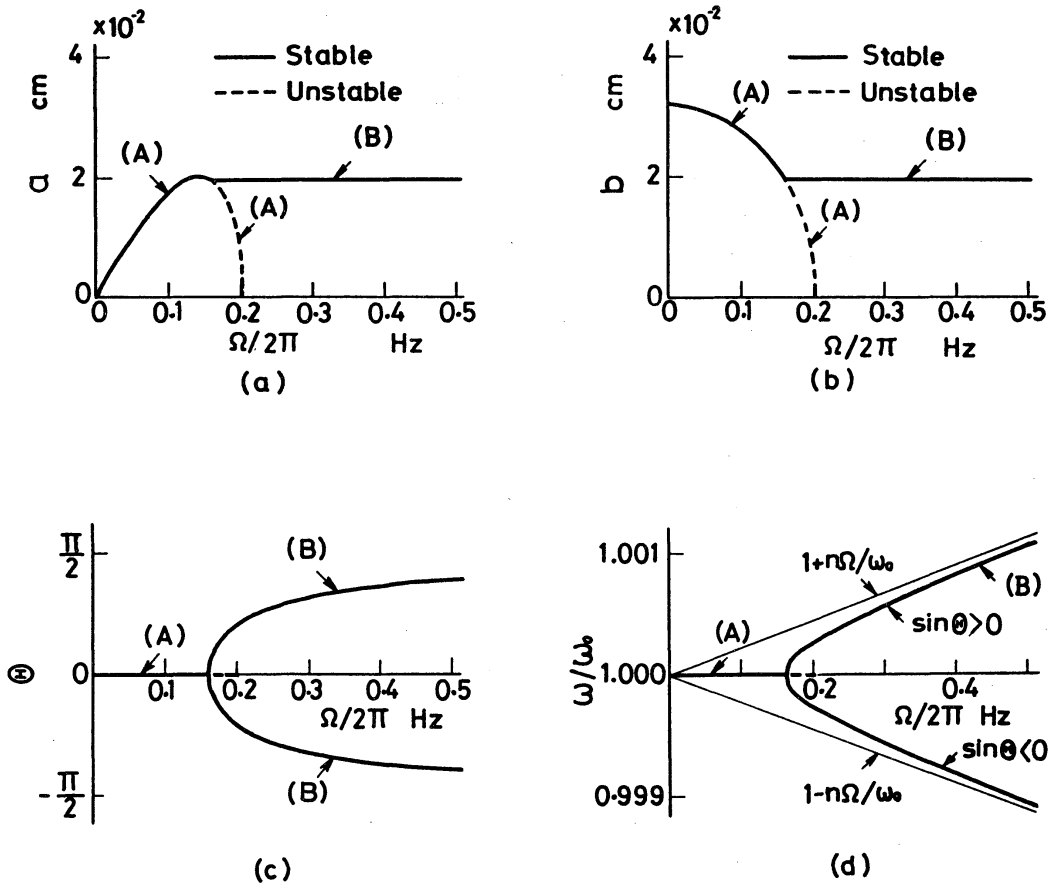 ×10⁻²
4
Stable
Unstable
cm
(A)
(B)
2
a
(A)
0
0
0.1
0.2
0.3
0.4
0.5
Ω/2π
Hz
(a)
×10⁻²
4
Stable
Unstable
cm
(A)
(B)
2
b
(A)
0
0
0.1
0.2
0.3
0.4
0.5
Ω/2π
Hz
(b)
π/2
(B)
(A)
Θ
0
0.1
0.2
0.3
0.4
0.5
Ω/2π Hz
(B)
-π/2
(c)
1.001
1+nΩ/ω₀
(B)
sinΘ>0
(A)
ω/ω₀
1.000
0.2
0.4
Ω/2π Hz
sinΘ<0
0.999
1-nΩ/ω₀
(d)